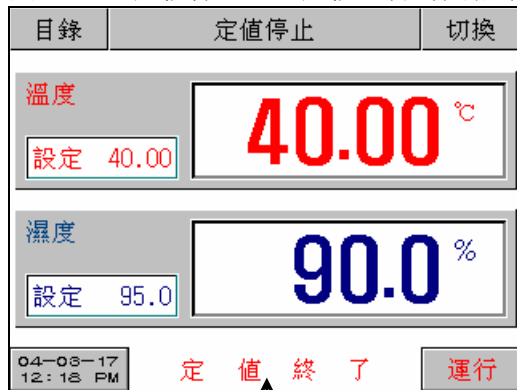 目錄 定值停止 切換
溫度
40.00 ℃
設定 40.00
濕度
90.0 %
設定 95.0
04-03-17
12:18 PM
定 值 終 了
運行